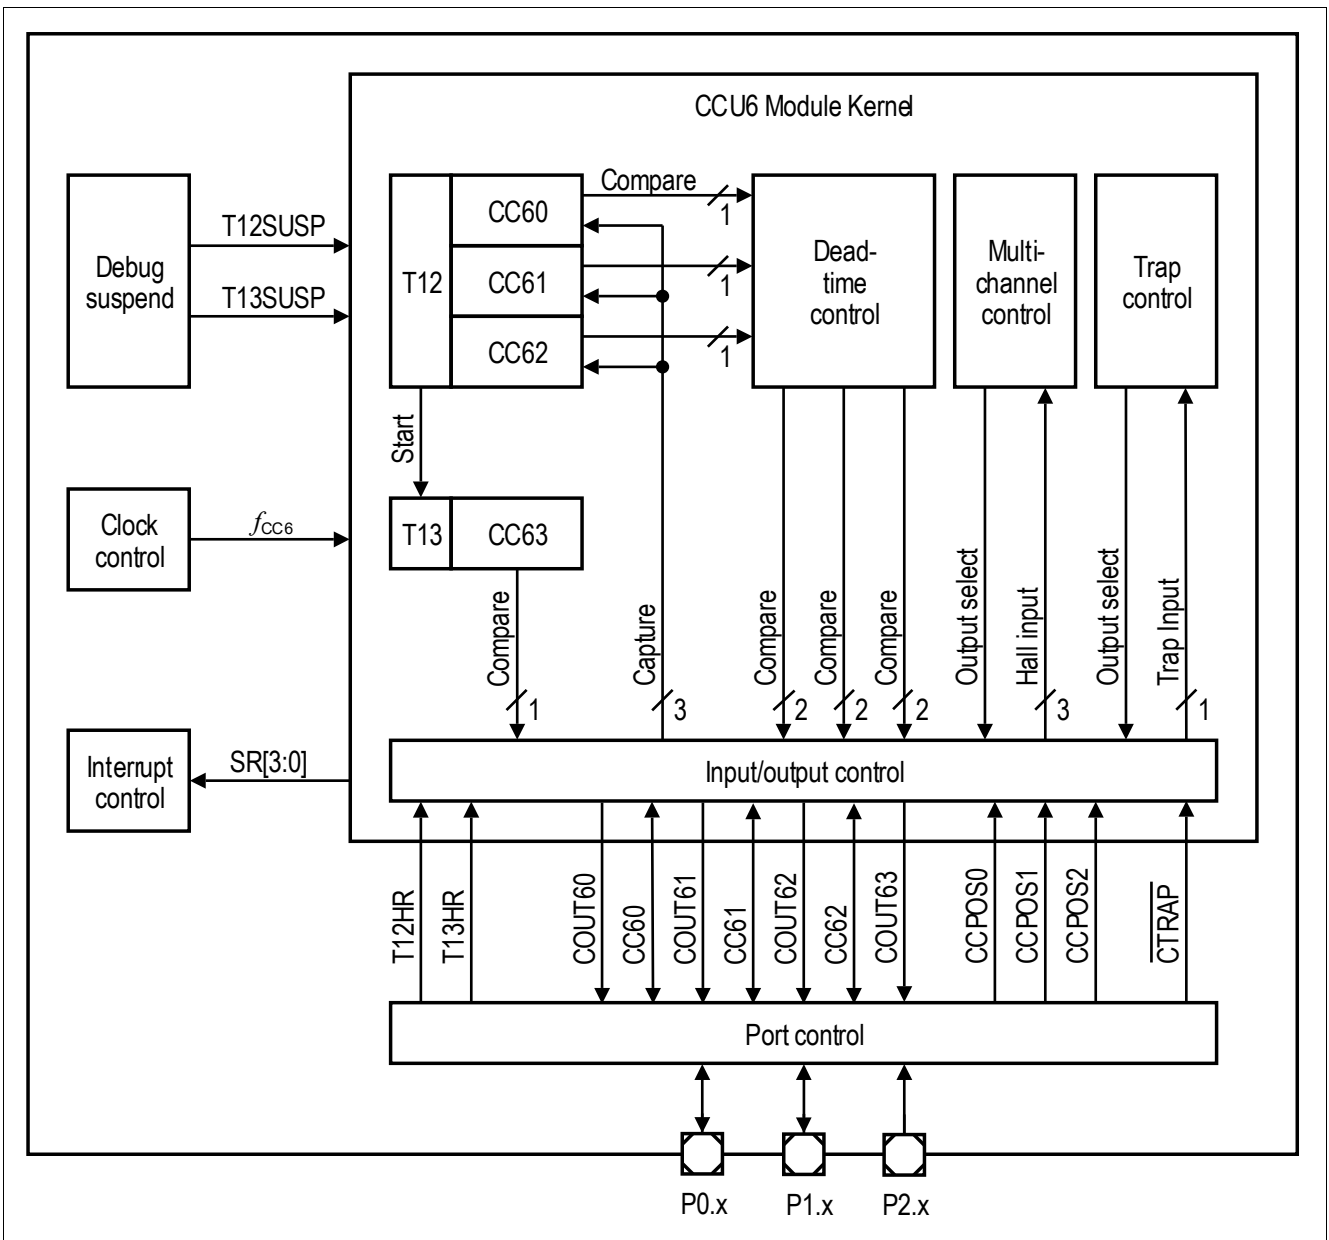 CCU6 Module Kernel
Debug
suspend
T12SUSP
T13SUSP
T12
CC60
CC61
CC62
Compare
1
1
1
Dead-
time
control
Multi-
channel
control
Trap
control
Start
Clock
control
fCC6
T13
CC63
Compare
1
Capture
3
Compare
2
Compare
2
Compare
2
Output select
Hall input
3
Output select
Trap Input
1
Interrupt
control
SR[3:0]
Input/output control
T12HR
T13HR
COUT60
CC60
COUT61
CC61
COUT62
CC62
COUT63
CCPOS0
CCPOS1
CCPOS2
CTRAP
Port control
P0.x
P1.x
P2.x